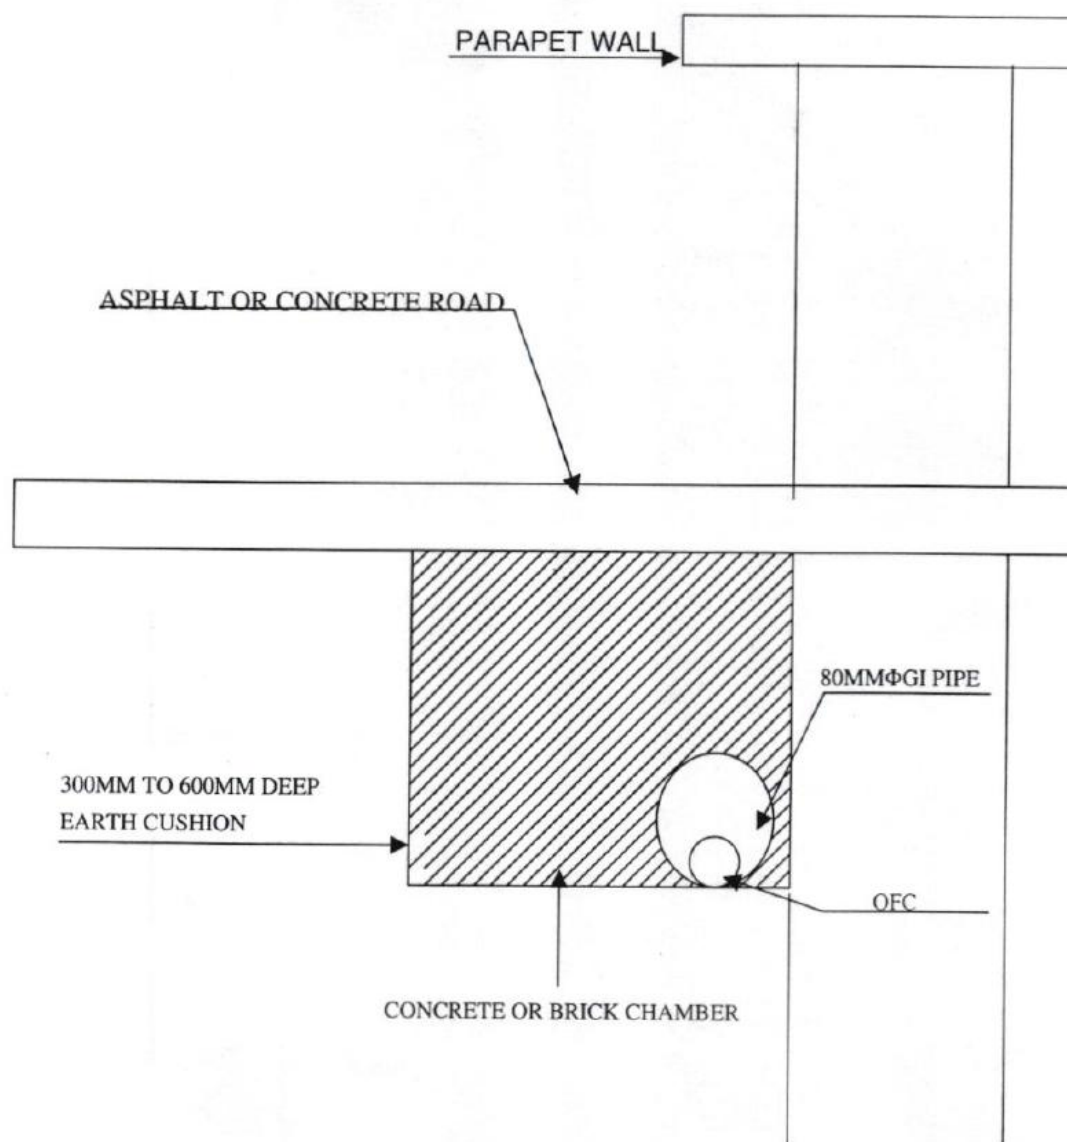 PARAPET WALL
ASPHALT OR CONCRETE ROAD
80MMΦGI PIPE
300MM TO 600MM DEEP
EARTH CUSHION
OFC
CONCRETE OR BRICK CHAMBER